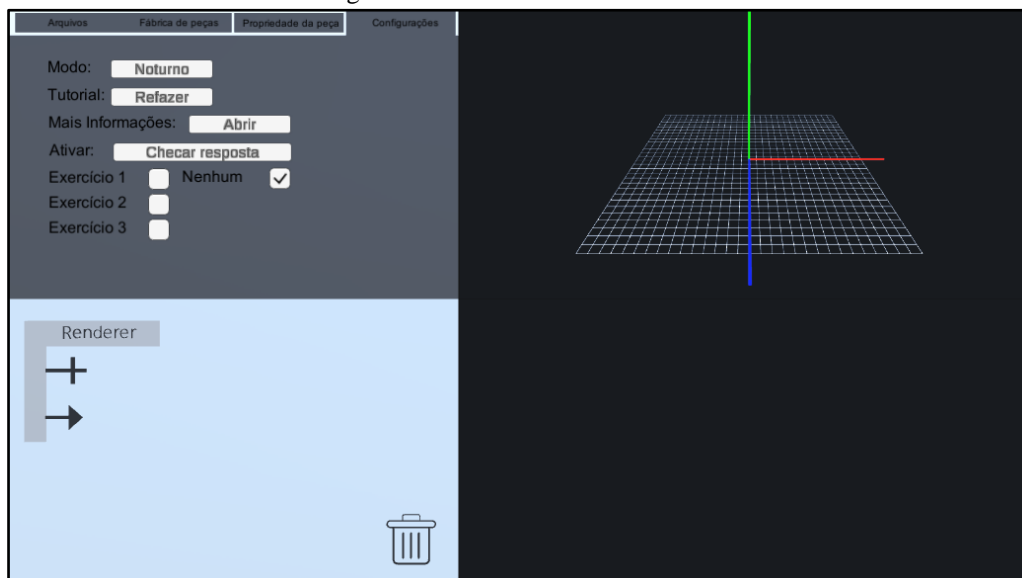 Arquivos Fábrica de peças Propriedade da peça Configurações
Modo: Noturno
Tutorial: Refazer
Mais Informações: Abrir
Ativar: Checar resposta
Exercício 1 Nenhum
Exercício 2
Exercício 3
Renderer